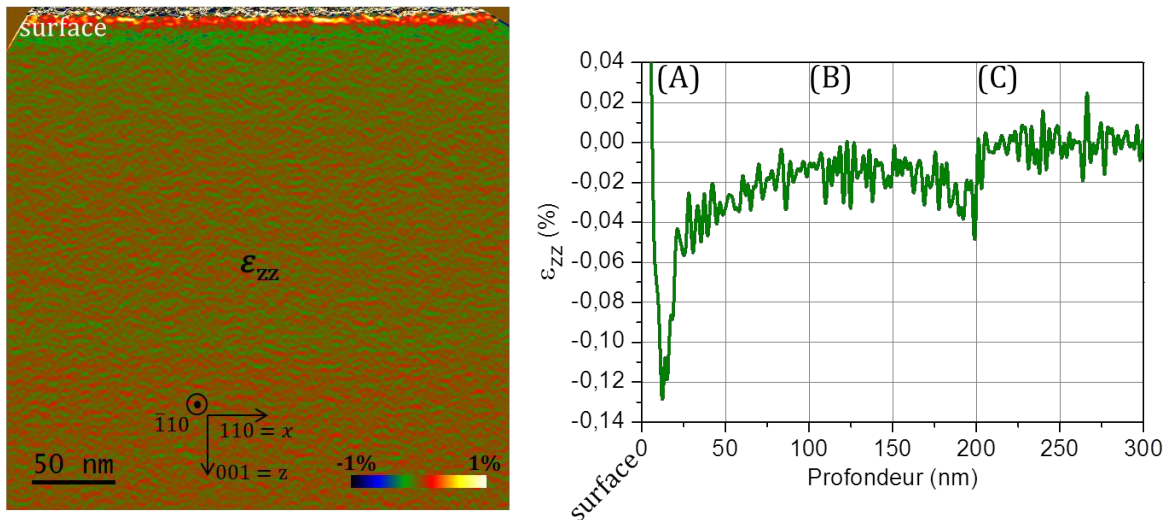 surface
εzz
1̅10
110 = x
001 = z
50 nm
-1%
1%
(A)
(B)
(C)
0,04
0,02
0,00
-0,02
-0,04
-0,06
-0,08
-0,10
-0,12
-0,14
εzz (%)
0
50
100
150
200
250
300
Profondeur (nm)
surface